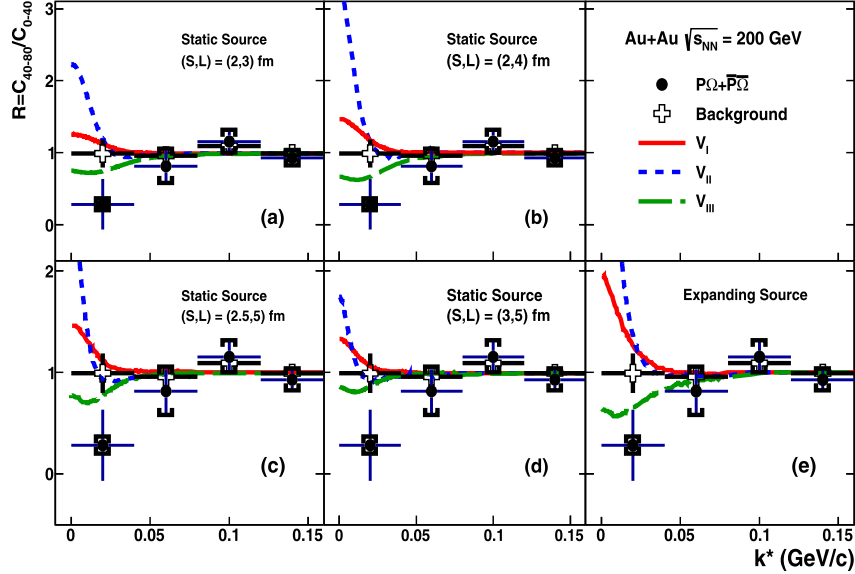 R=C40-80/C0-40
3
2
1
0
Static Source
(S,L) = (2,3) fm
(a)
Static Source
(S,L) = (2,4) fm
(b)
Au+Au √sNN = 200 GeV
PΩ+P̅Ω̅
Background
VI
VII
VIII
2
1
0
Static Source
(S,L) = (2.5,5) fm
(c)
Static Source
(S,L) = (3,5) fm
(d)
Expanding Source
(e)
0 0.05 0.1 0.15
0 0.05 0.1 0.15
0 0.05 0.1 0.15
k* (GeV/c)